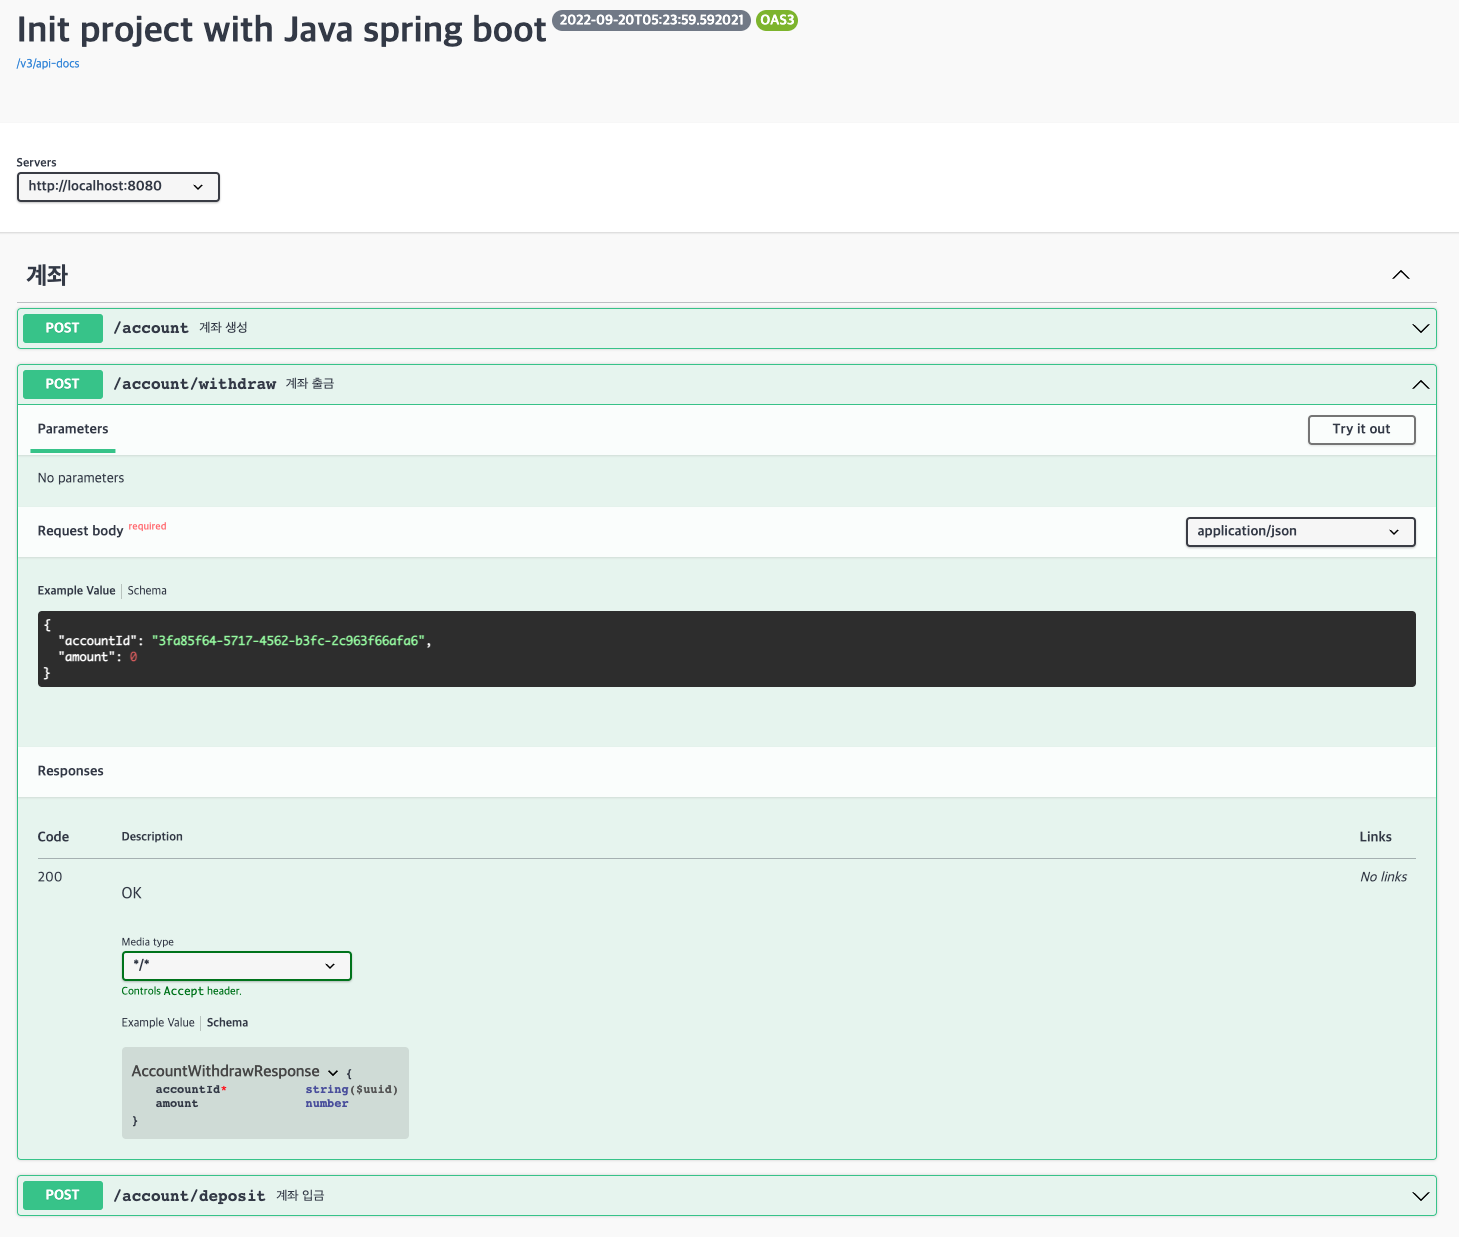 Init project with Java spring boot 2022-09-20T05:23:59.592021 OAS3
/v3/api-docs
Servers
http://localhost:8080
계좌
POST /account 계좌 생성
POST /account/withdraw 계좌 출금
Parameters Try it out
No parameters
Request body required application/json
Example Value Schema
{
"accountId": "3fa85f64-5717-4562-b3fc-2c963f66afa6",
"amount": 0
}
Responses
Code Description Links
200 No links
OK
Media type
*/*
Controls Accept header.
Example Value Schema
AccountWithdrawResponse {
accountId* string($uuid)
amount number
}
POST /account/deposit 계좌 입금